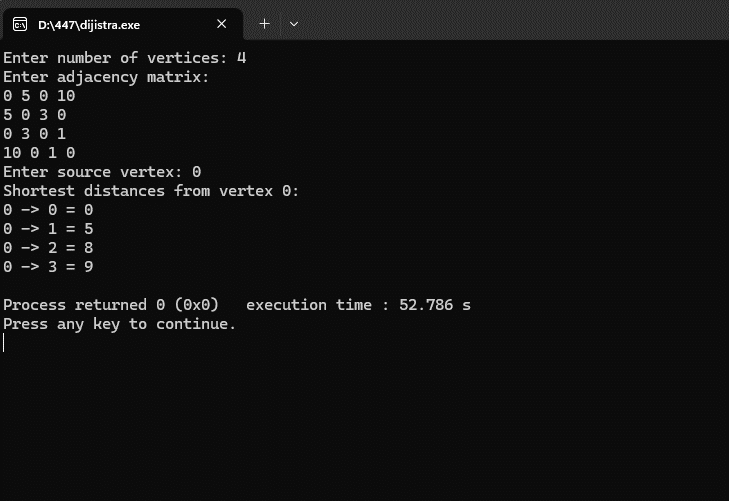 D:\447\dijistra.exe
Enter number of vertices: 4
Enter adjacency matrix:
0 5 0 10
5 0 3 0
0 3 0 1
10 0 1 0
Enter source vertex: 0
Shortest distances from vertex 0:
0 -> 0 = 0
0 -> 1 = 5
0 -> 2 = 8
0 -> 3 = 9
Process returned 0 (0x0)   execution time : 52.786 s
Press any key to continue.